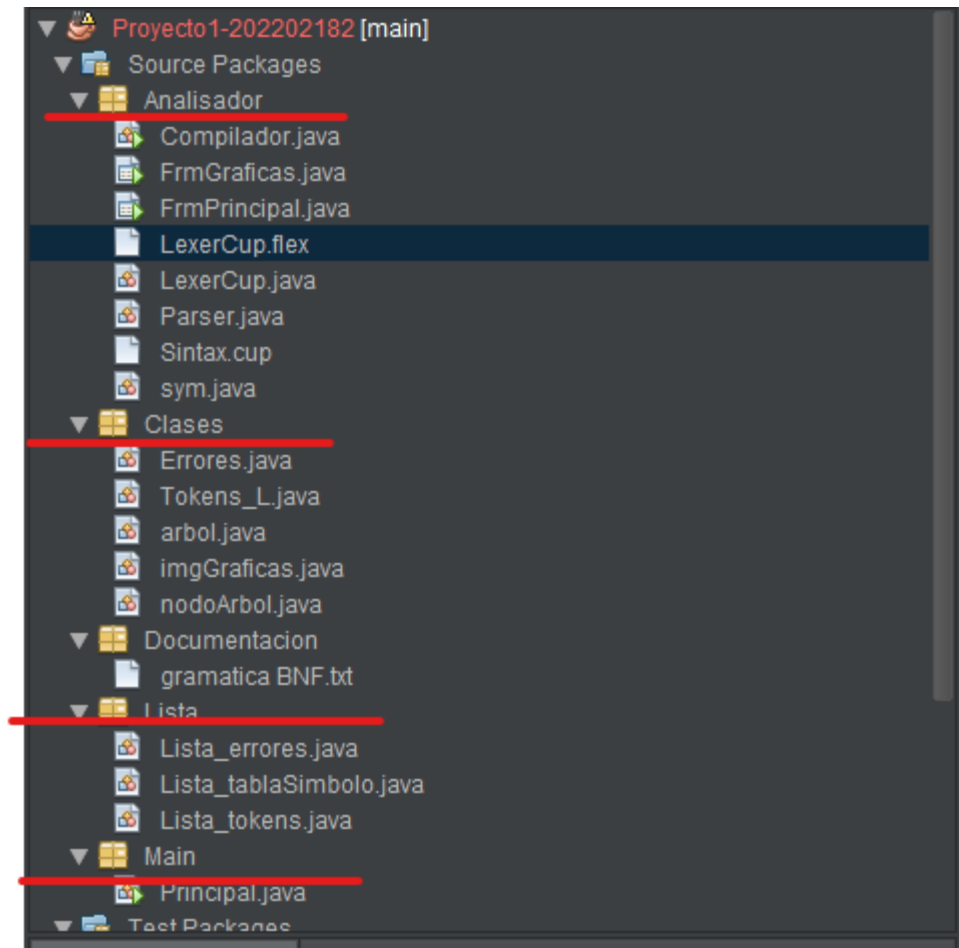 Proyecto1-202202182 [main]
Source Packages
Analisador
Compilador.java
FrmGraficas.java
FrmPrincipal.java
LexerCup.flex
LexerCup.java
Parser.java
Sintax.cup
sym.java
Clases
Errores.java
Tokens_L.java
arbol.java
imgGraficas.java
nodoArbol.java
Documentacion
gramatica BNF.txt
Lista
Lista_errores.java
Lista_tablaSimbolo.java
Lista_tokens.java
Main
Principal.java
Test Packages